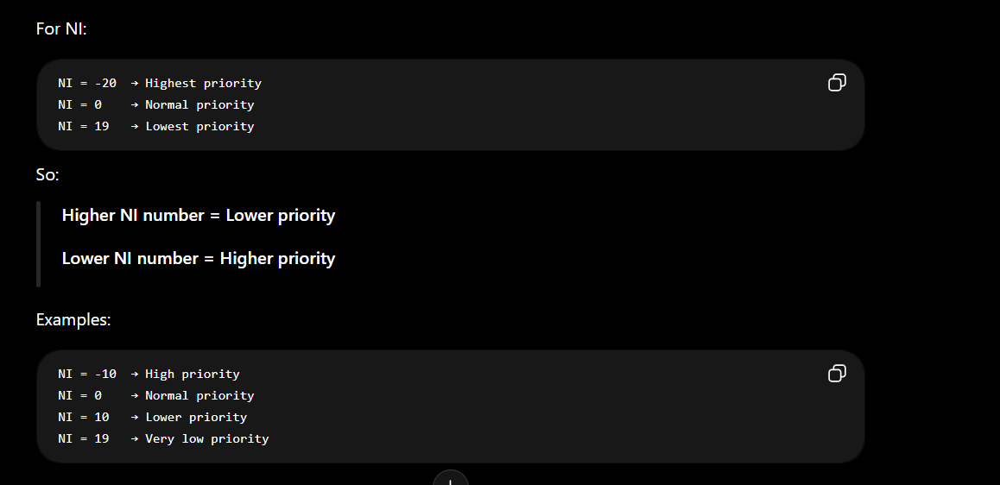 For NI:
NI = -20  → Highest priority
NI = 0    → Normal priority
NI = 19   → Lowest priority
So:
Higher NI number = Lower priority
Lower NI number = Higher priority
Examples:
NI = -10  → High priority
NI = 0    → Normal priority
NI = 10   → Lower priority
NI = 19   → Very low priority